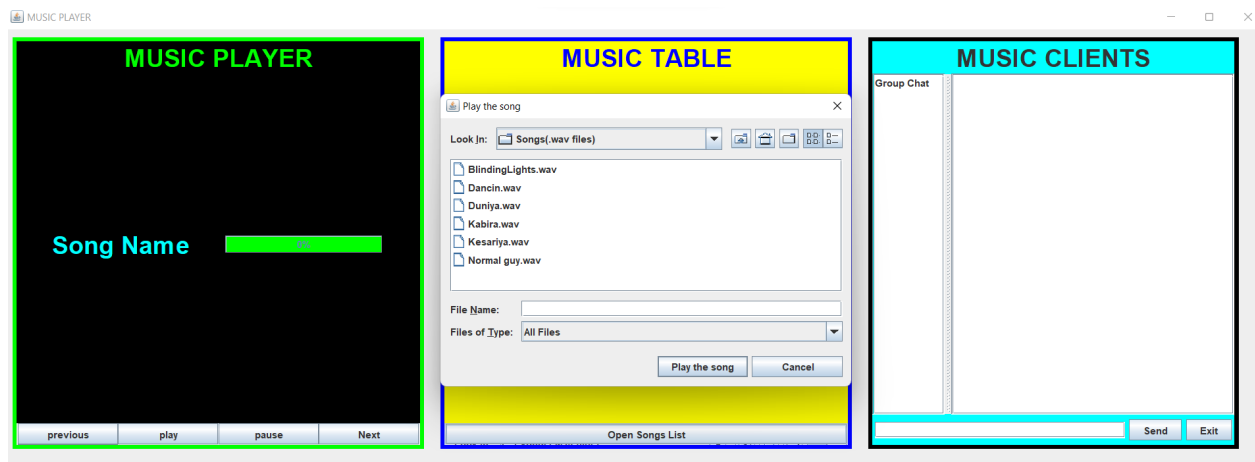 MUSIC PLAYER
MUSIC PLAYER
Song Name
0%
previous play pause Next
MUSIC TABLE
Play the song
Look In: Songs(.wav files)
BlindingLights.wav
Dancin.wav
Duniya.wav
Kabira.wav
Kesariya.wav
Normal guy.wav
File Name:
Files of Type: All Files
Play the song Cancel
Open Songs List
MUSIC CLIENTS
Group Chat
Send Exit